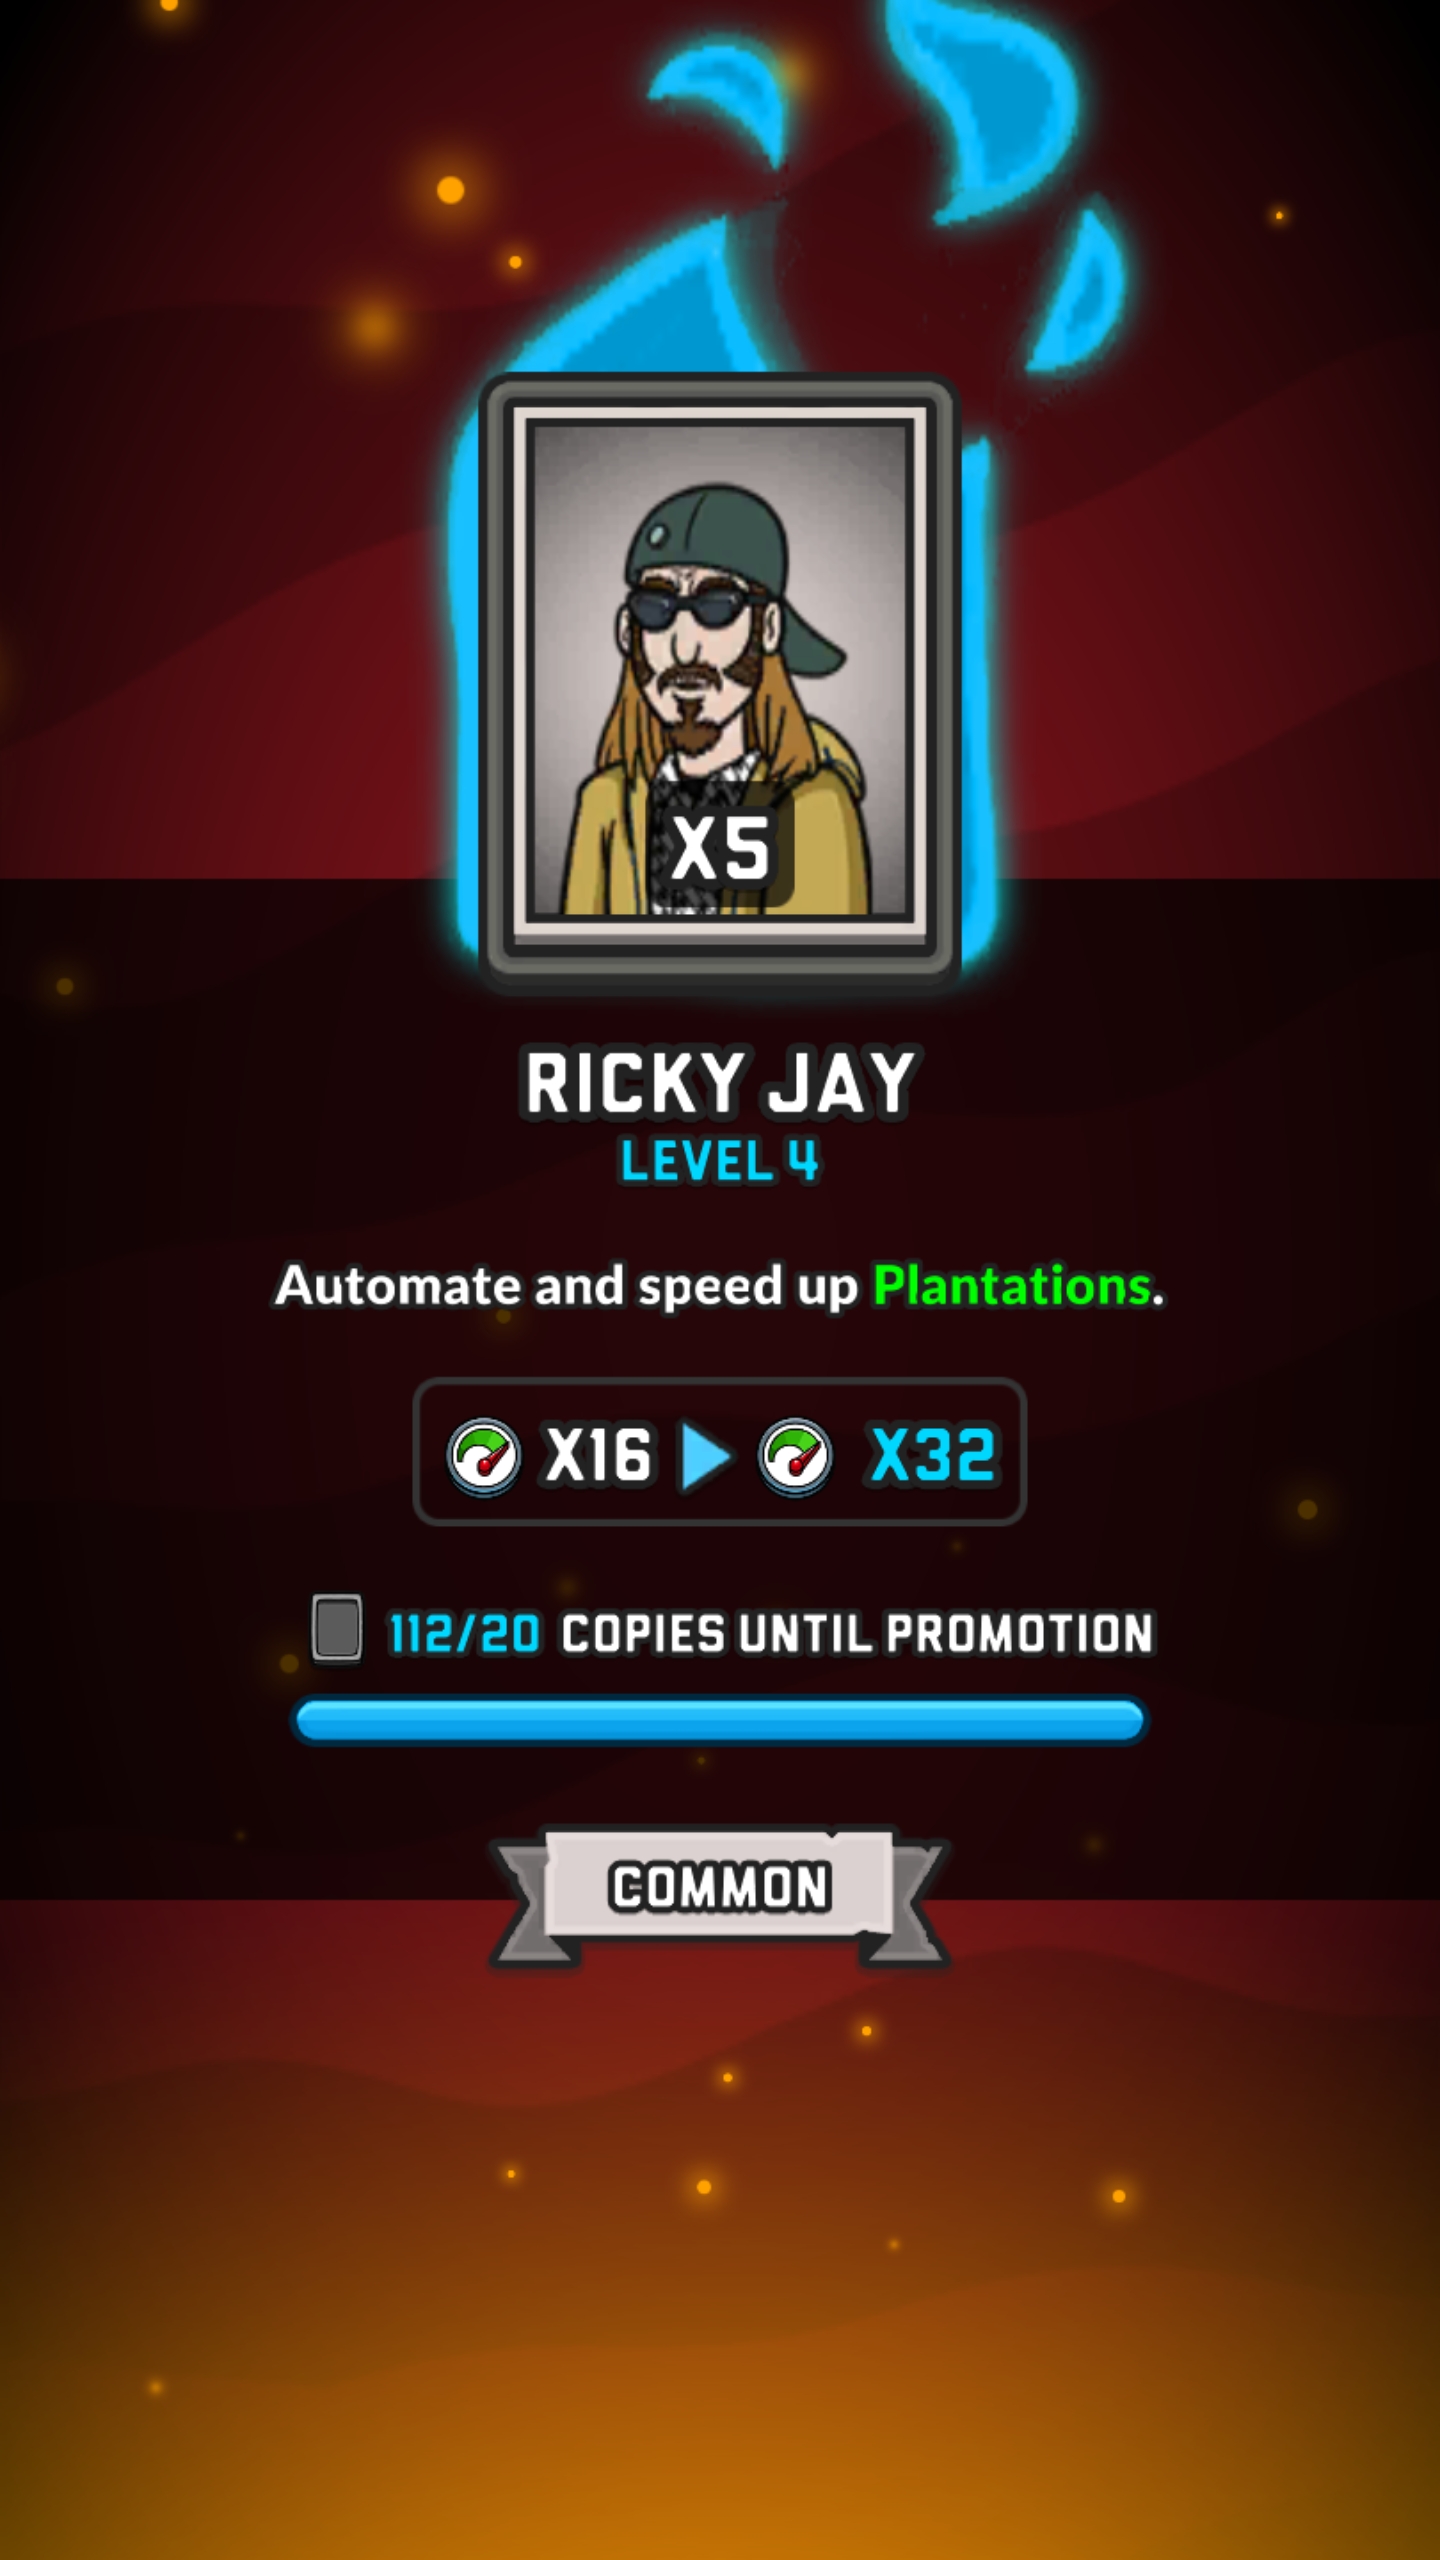 X5
RICKY JAY
LEVEL 4
Automate and speed up Plantations.
X16 X32
112/20 COPIES UNTIL PROMOTION
COMMON